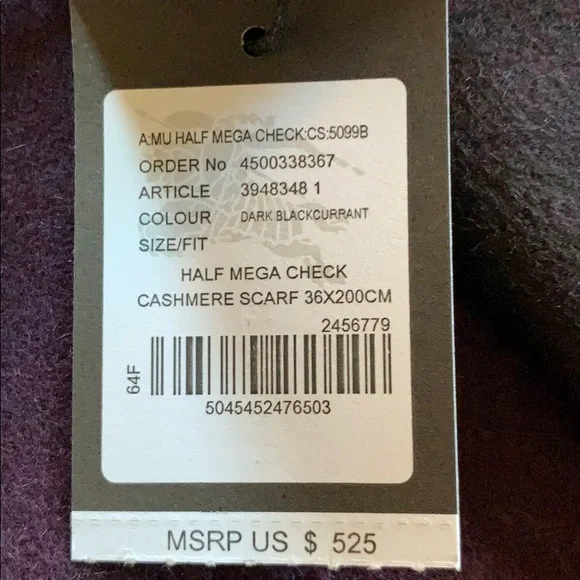 A:MU HALF MEGA CHECK:CS:5099B
ORDER No 4500338367
ARTICLE 3948348 1
COLOUR DARK BLACKCURRANT
SIZE/FIT
HALF MEGA CHECK
CASHMERE SCARF 36X200CM
2456779
64F
5045452476503
MSRP US $ 525